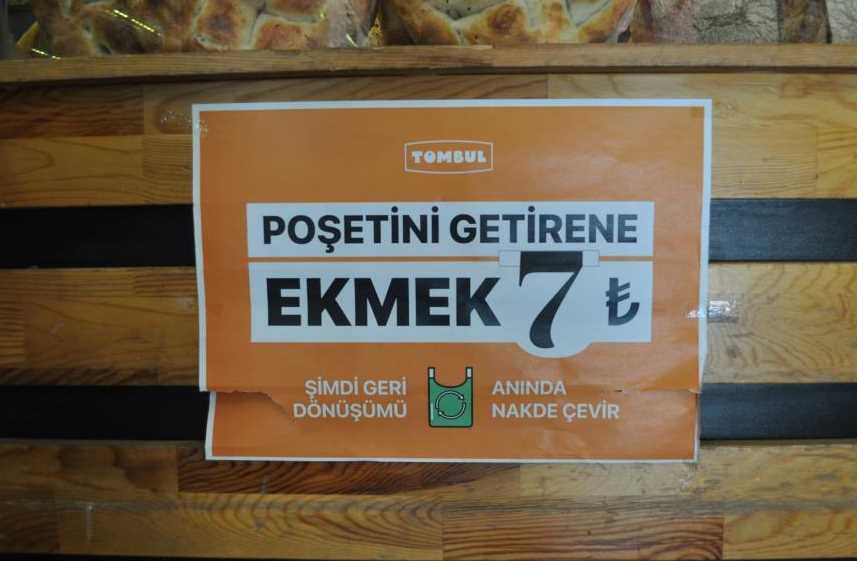 TOMBUL
POŞETİNİ GETİRENE
EKMEK 7 ₺
ŞİMDİ GERİ
DÖNÜŞÜMÜ
ANINDA
NAKDE ÇEVİR